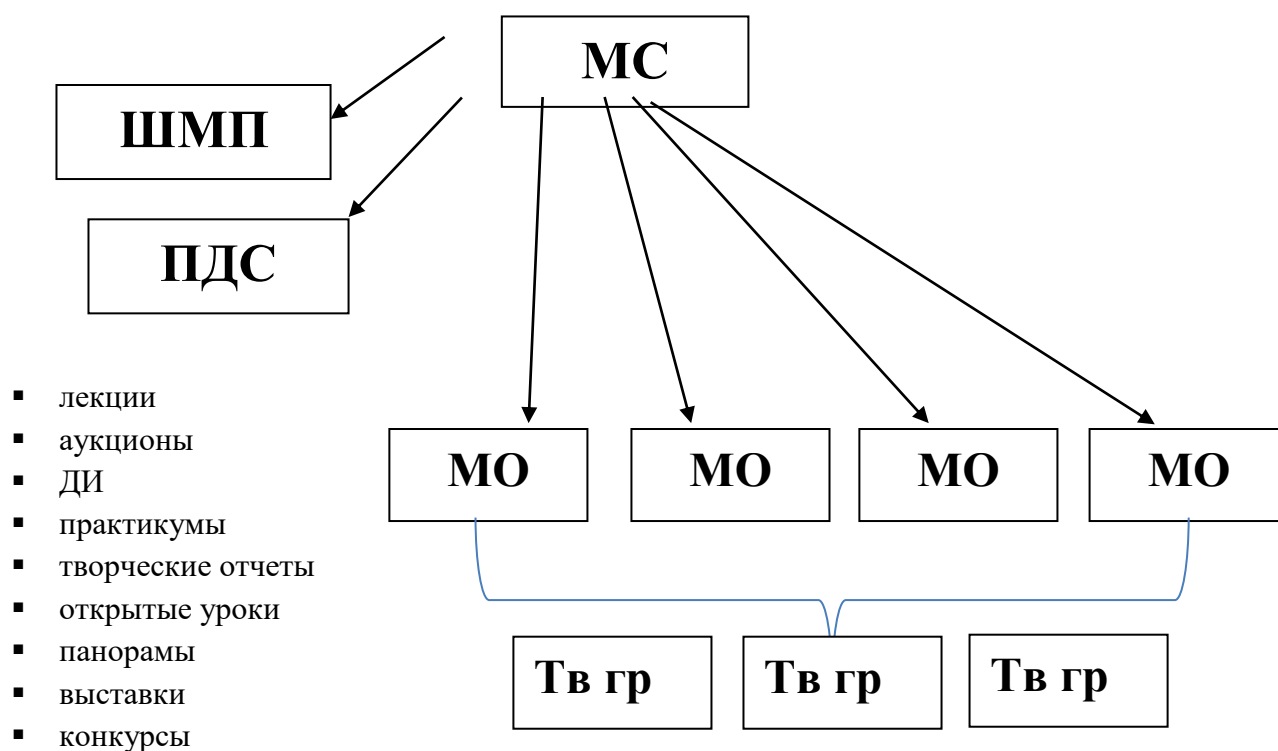 МС
ШМП
ПДС
▪ лекции
▪ аукционы
▪ ДИ
▪ практикумы
▪ творческие отчеты
▪ открытые уроки
▪ панорамы
▪ выставки
▪ конкурсы
МО
МО
МО
МО
Тв гр
Тв гр
Тв гр